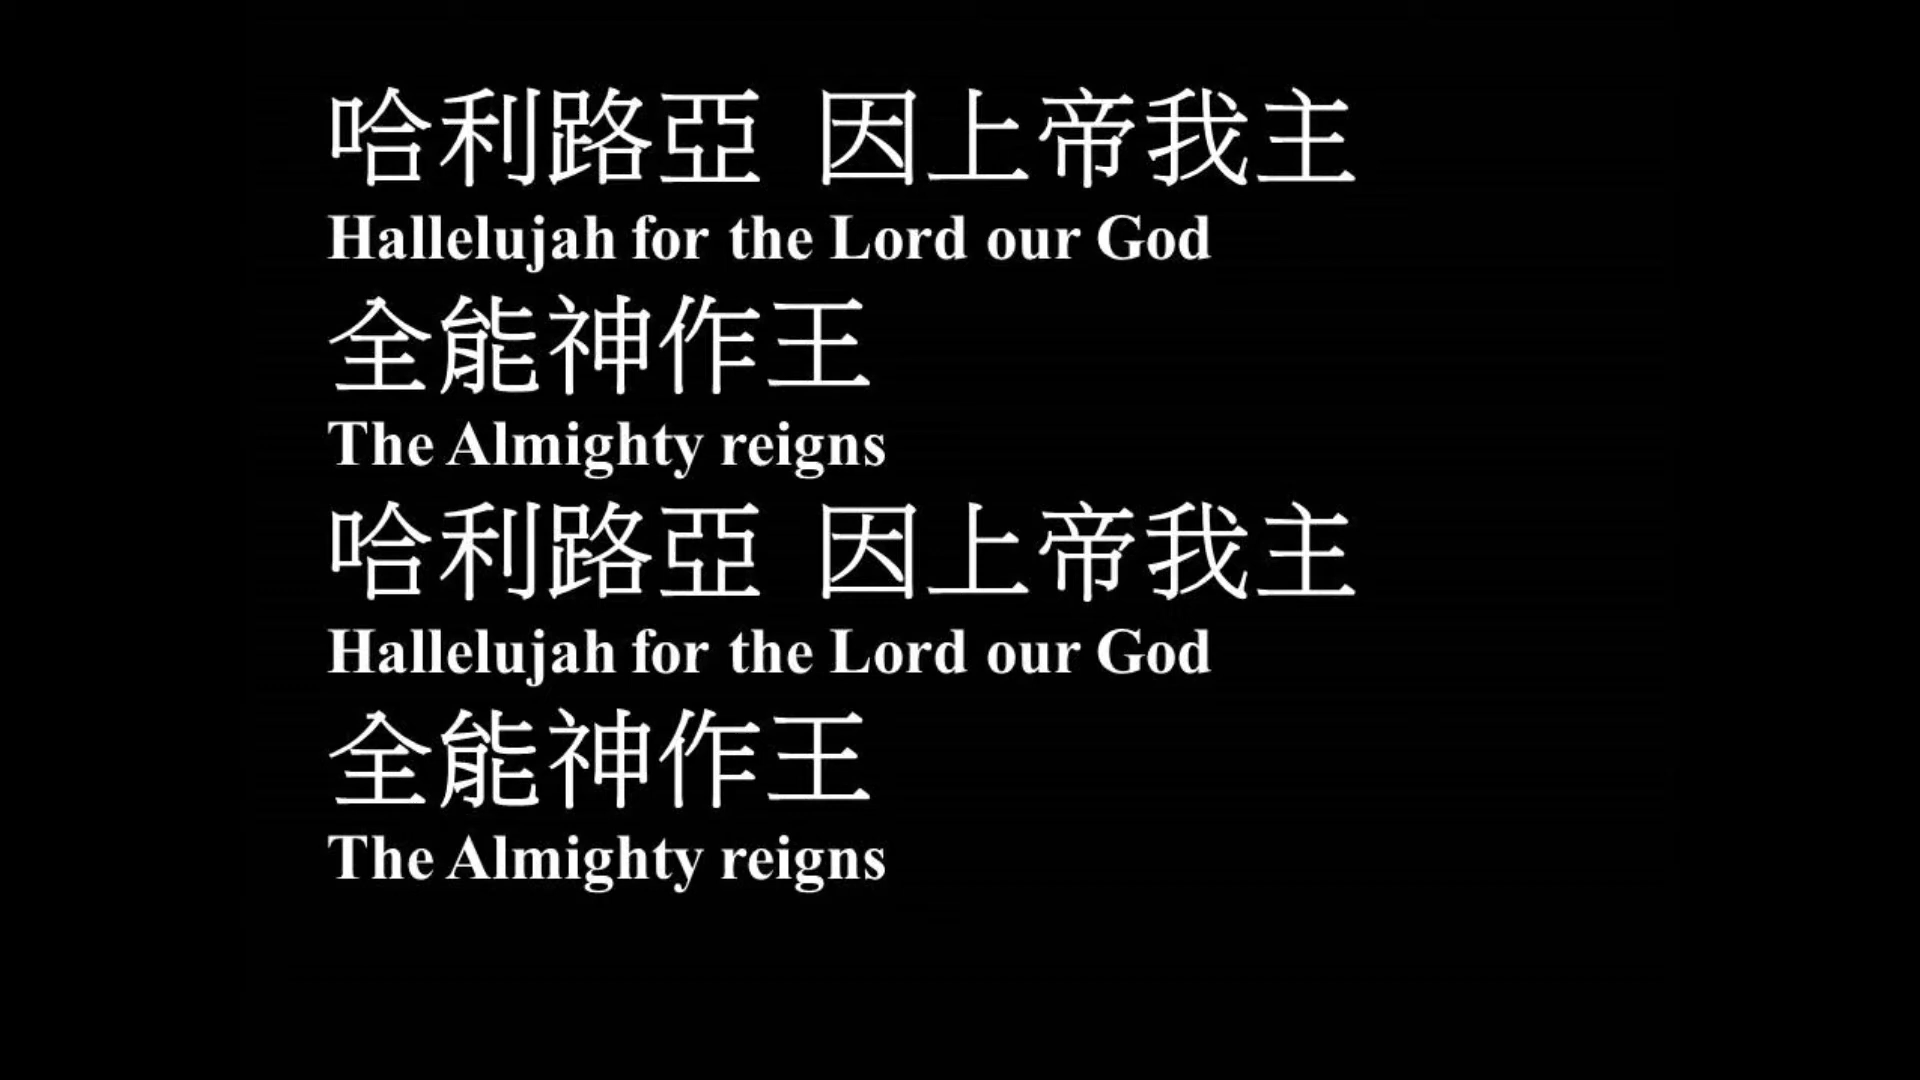 哈利路亞 因上帝我主
Hallelujah for the Lord our God
全能神作王
The Almighty reigns
哈利路亞 因上帝我主
Hallelujah for the Lord our God
全能神作王
The Almighty reigns